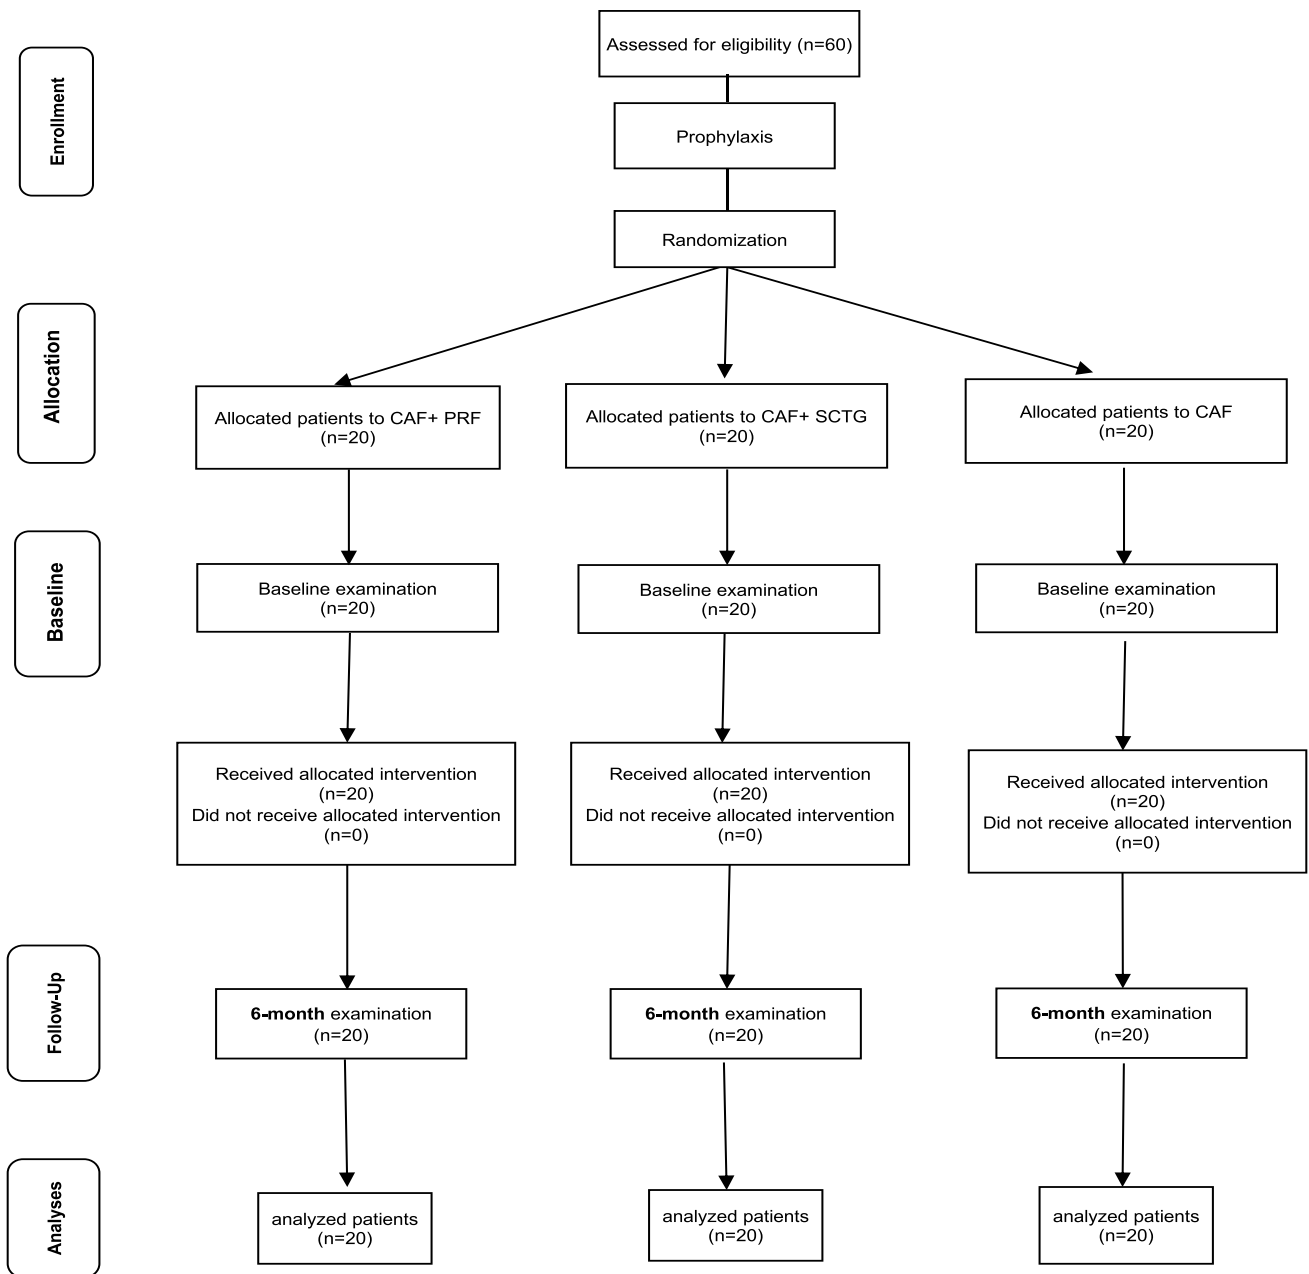 Enrollment
Assessed for eligibility (n=60)
Prophylaxis
Randomization
Allocation
Allocated patients to CAF+ PRF
(n=20)
Allocated patients to CAF+ SCTG
(n=20)
Allocated patients to CAF
(n=20)
Baseline
Baseline examination
(n=20)
Baseline examination
(n=20)
Baseline examination
(n=20)
Received allocated intervention
(n=20)
Did not receive allocated intervention
(n=0)
Received allocated intervention
(n=20)
Did not receive allocated intervention
(n=0)
Received allocated intervention
(n=20)
Did not receive allocated intervention
(n=0)
Follow-Up
6-month examination
(n=20)
6-month examination
(n=20)
6-month examination
(n=20)
Analyses
analyzed patients
(n=20)
analyzed patients
(n=20)
analyzed patients
(n=20)